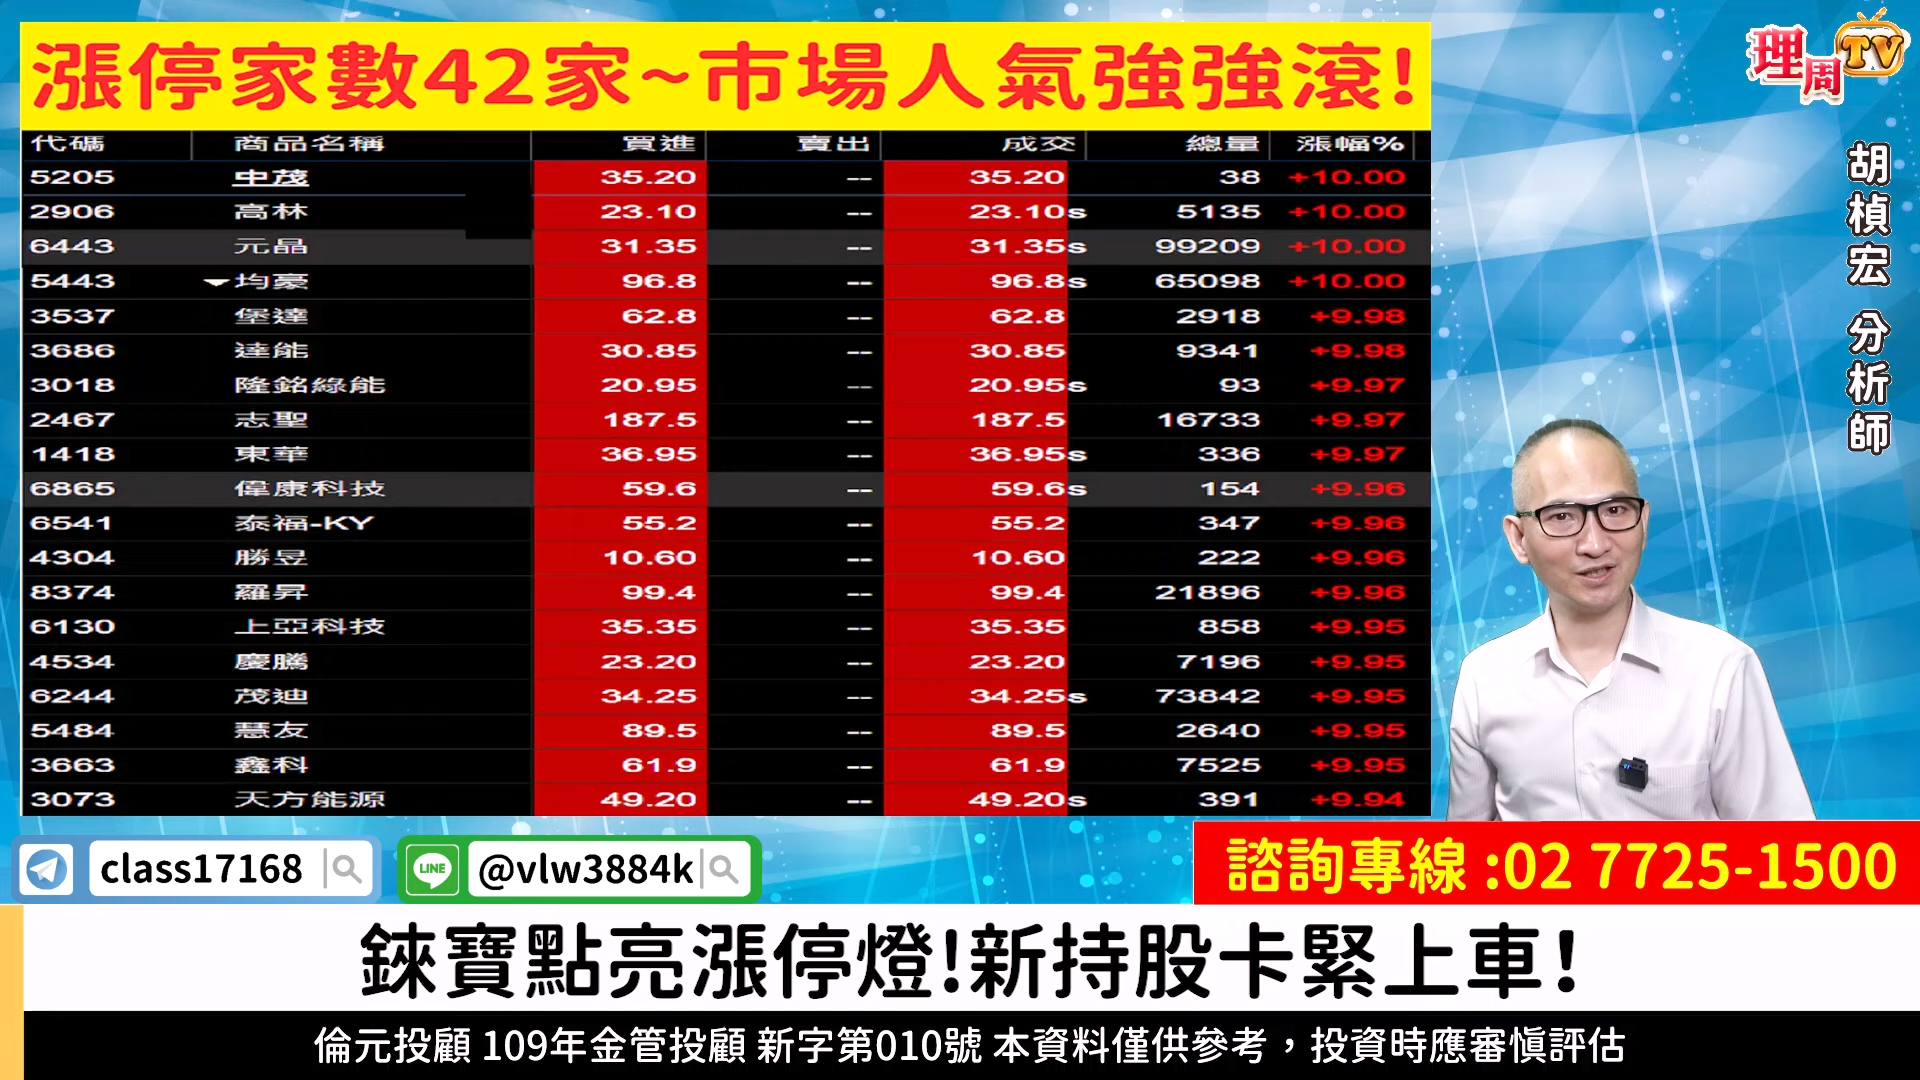 漲停家數42家~市場人氣強強滾!
理周TV
胡楨宏 分析師
代碼 商品名稱 買進 賣出 成交 總量 漲幅%
5205 中茂 35.20 -- 35.20 38 +10.00
2906 高林 23.10 -- 23.10s 5135 +10.00
6443 元晶 31.35 -- 31.35s 99209 +10.00
5443 均豪 96.8 -- 96.8s 65098 +10.00
3537 堡達 62.8 -- 62.8 2918 +9.98
3686 達能 30.85 -- 30.85 9341 +9.98
3018 隆銘綠能 20.95 -- 20.95s 93 +9.97
2467 志聖 187.5 -- 187.5 16733 +9.97
1418 東華 36.95 -- 36.95s 336 +9.97
6865 偉康科技 59.6 -- 59.6s 154 +9.96
6541 泰福-KY 55.2 -- 55.2 347 +9.96
4304 勝昱 10.60 -- 10.60 222 +9.96
8374 羅昇 99.4 -- 99.4 21896 +9.96
6130 上亞科技 35.35 -- 35.35 858 +9.95
4534 慶騰 23.20 -- 23.20 7196 +9.95
6244 茂迪 34.25 -- 34.25s 73842 +9.95
5484 慧友 89.5 -- 89.5 2640 +9.95
3663 鑫科 61.9 -- 61.9 7525 +9.95
3073 天方能源 49.20 -- 49.20s 391 +9.94
class17168
LINE @vlw3884k
諮詢專線 :02 7725-1500
錸寶點亮漲停燈!新持股卡緊上車!
倫元投顧 109年金管投顧 新字第010號 本資料僅供參考，投資時應審慎評估